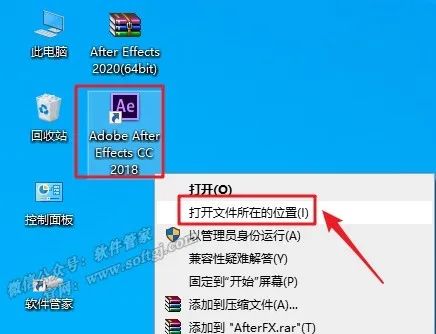 此电脑
After Effects
2020(64bit)
回收站
Ae
Adobe After
Effects CC
2018
控制面板
软件管家
打开(O)
打开文件所在的位置(I)
以管理员身份运行(A)
兼容性疑难解答(Y)
固定到“开始”屏幕(P)
添加到压缩文件(A)...
添加到 "AfterFX.rar"(T)
微信公众号：软件管家
官网：www.softgj.com